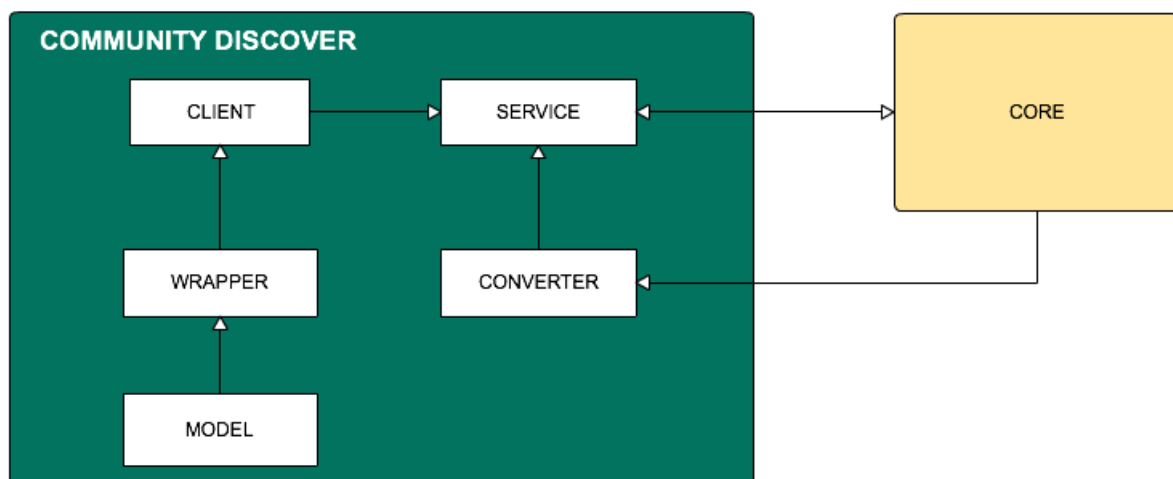 COMMUNITY DISCOVER
CLIENT
SERVICE
CORE
WRAPPER
CONVERTER
MODEL